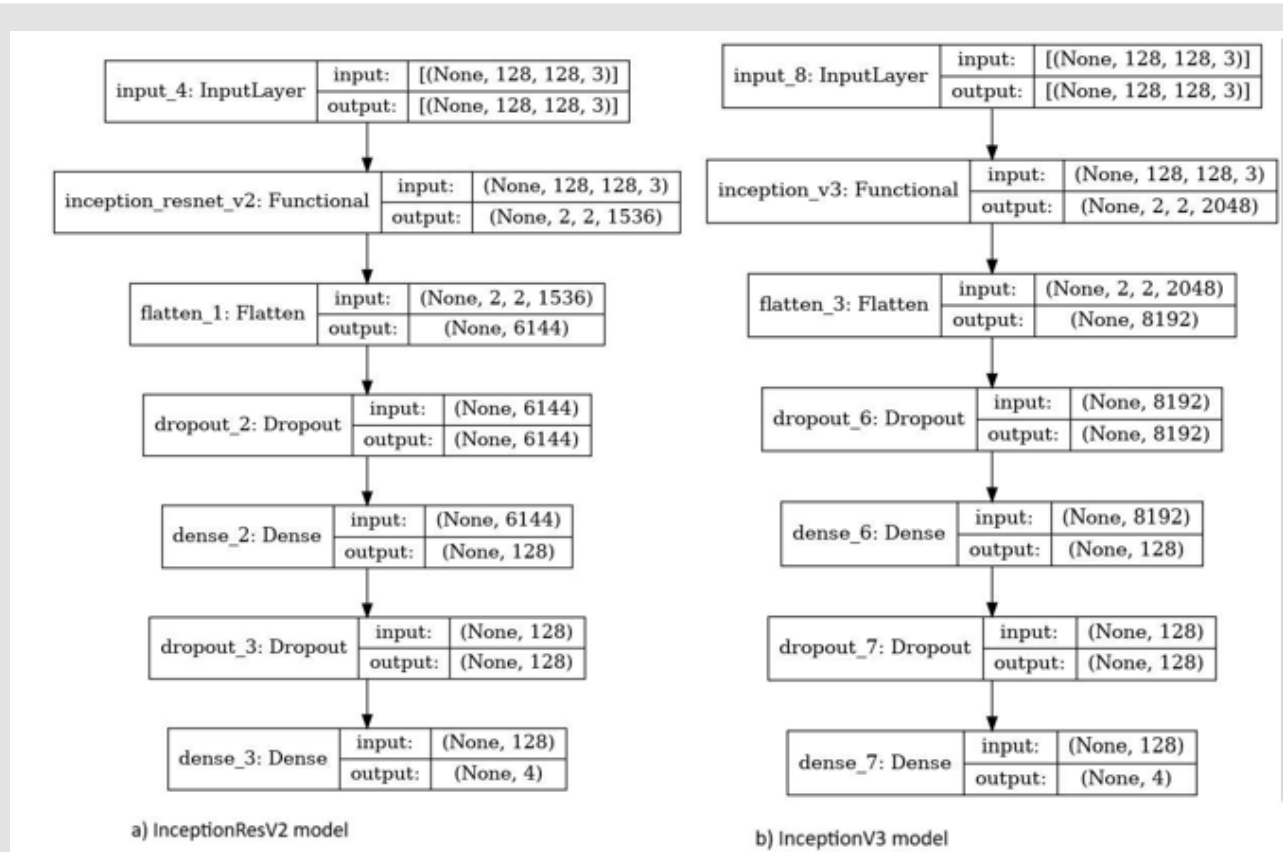 input_4: InputLayer
input: [(None, 128, 128, 3)]
output: [(None, 128, 128, 3)]
inception_resnet_v2: Functional
input: (None, 128, 128, 3)
output: (None, 2, 2, 1536)
flatten_1: Flatten
input: (None, 2, 2, 1536)
output: (None, 6144)
dropout_2: Dropout
input: (None, 6144)
output: (None, 6144)
dense_2: Dense
input: (None, 6144)
output: (None, 128)
dropout_3: Dropout
input: (None, 128)
output: (None, 128)
dense_3: Dense
input: (None, 128)
output: (None, 4)
a) InceptionResV2 model
input_8: InputLayer
input: [(None, 128, 128, 3)]
output: [(None, 128, 128, 3)]
inception_v3: Functional
input: (None, 128, 128, 3)
output: (None, 2, 2, 2048)
flatten_3: Flatten
input: (None, 2, 2, 2048)
output: (None, 8192)
dropout_6: Dropout
input: (None, 8192)
output: (None, 8192)
dense_6: Dense
input: (None, 8192)
output: (None, 128)
dropout_7: Dropout
input: (None, 128)
output: (None, 128)
dense_7: Dense
input: (None, 128)
output: (None, 4)
b) InceptionV3 model